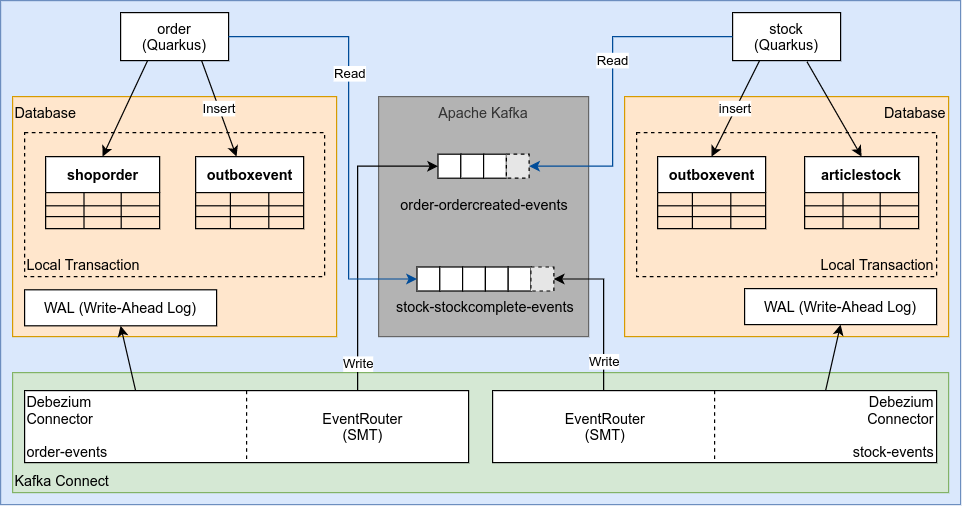 order
(Quarkus)
stock
(Quarkus)
Read
Read
Database
Insert
Apache Kafka
insert
Database
shoporder
outboxevent
outboxevent
articlestock
order-ordercreated-events
Local Transaction
Local Transaction
WAL (Write-Ahead Log)
stock-stockcomplete-events
WAL (Write-Ahead Log)
Write
Write
Debezium
Connector
order-events
EventRouter
(SMT)
EventRouter
(SMT)
Debezium
Connector
stock-events
Kafka Connect